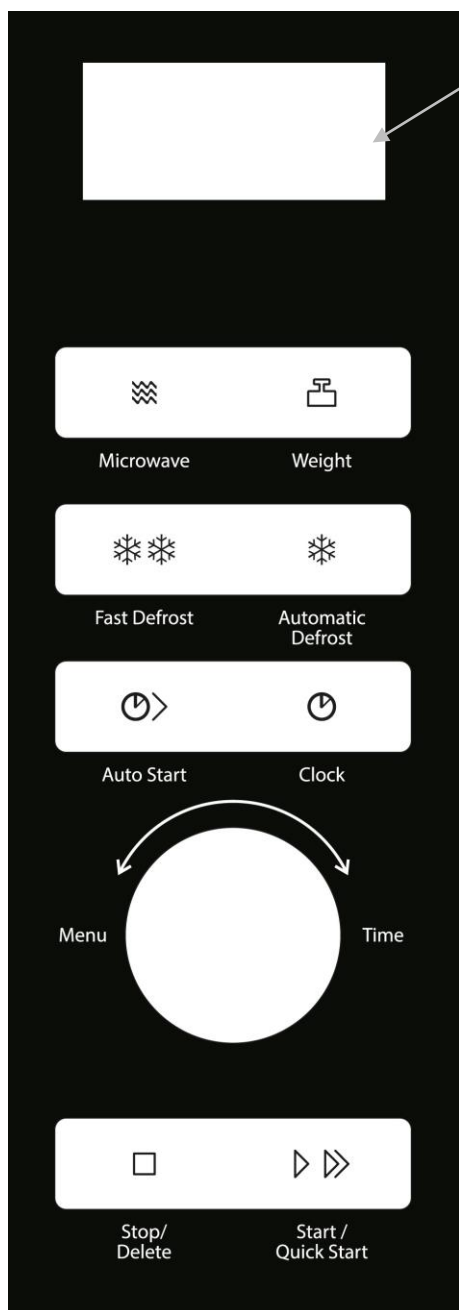 Microwave Weight
Fast Defrost Automatic
Defrost
Auto Start Clock
Menu Time
Stop/ Start /
Delete Quick Start